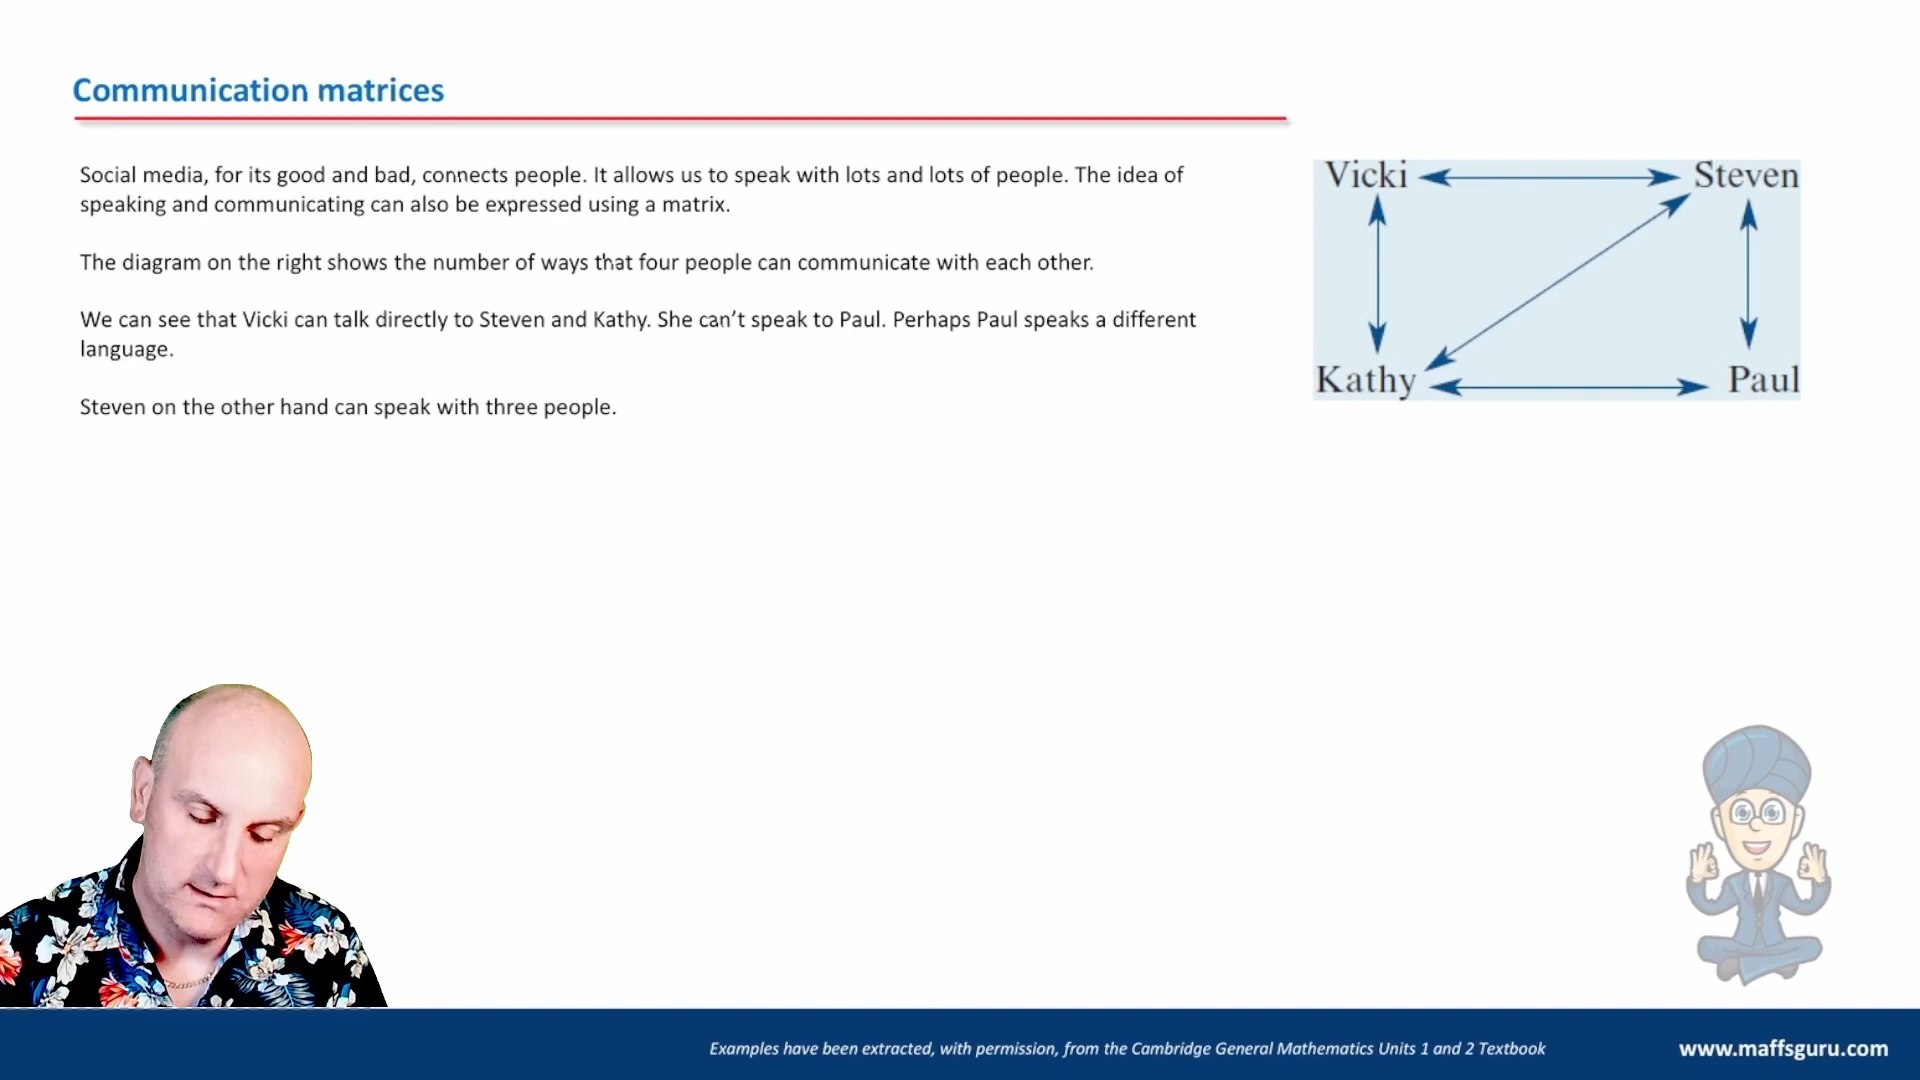 Communication matrices
Social media, for its good and bad, connects people. It allows us to speak with lots and lots of people. The idea of
speaking and communicating can also be expressed using a matrix.
The diagram on the right shows the number of ways that four people can communicate with each other.
We can see that Vicki can talk directly to Steven and Kathy. She can’t speak to Paul. Perhaps Paul speaks a different
language.
Steven on the other hand can speak with three people.
Vicki Steven
Kathy Paul
Examples have been extracted, with permission, from the Cambridge General Mathematics Units 1 and 2 Textbook
www.maffsguru.com